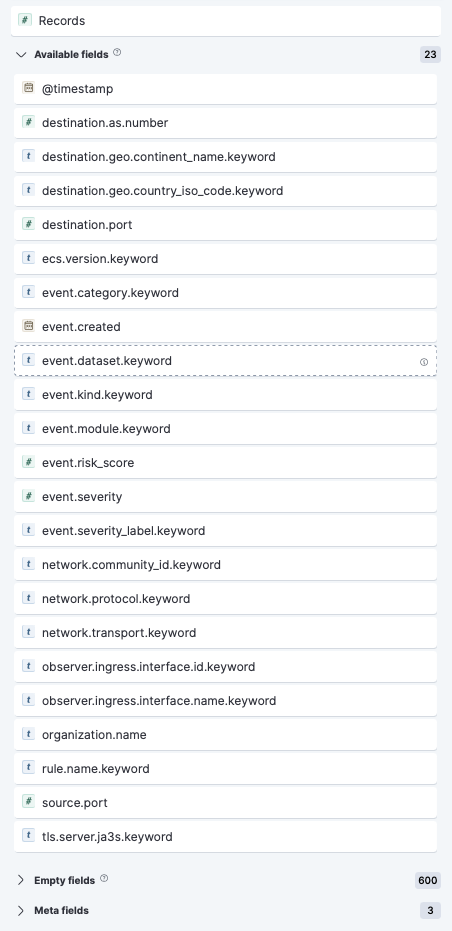 # Records
Available fields 23
@timestamp
# destination.as.number
t destination.geo.continent_name.keyword
t destination.geo.country_iso_code.keyword
# destination.port
t ecs.version.keyword
t event.category.keyword
event.created
t event.dataset.keyword
t event.kind.keyword
t event.module.keyword
# event.risk_score
# event.severity
t event.severity_label.keyword
t network.community_id.keyword
t network.protocol.keyword
t network.transport.keyword
t observer.ingress.interface.id.keyword
t observer.ingress.interface.name.keyword
t organization.name
t rule.name.keyword
# source.port
t tls.server.ja3s.keyword
Empty fields 600
Meta fields 3